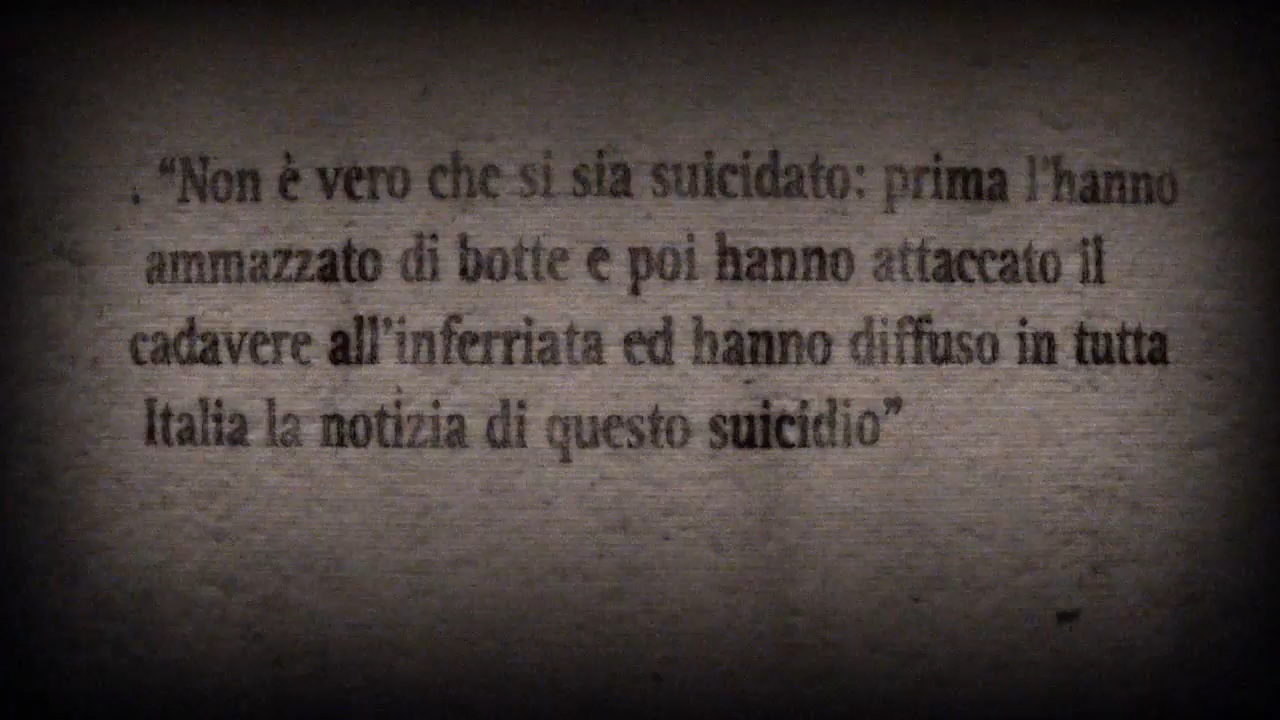 . “Non è vero che si sia suicidato: prima l’hanno
ammazzato di botte e poi hanno attaccato il
cadavere all’inferriata ed hanno diffuso in tutta
Italia la notizia di questo suicidio”